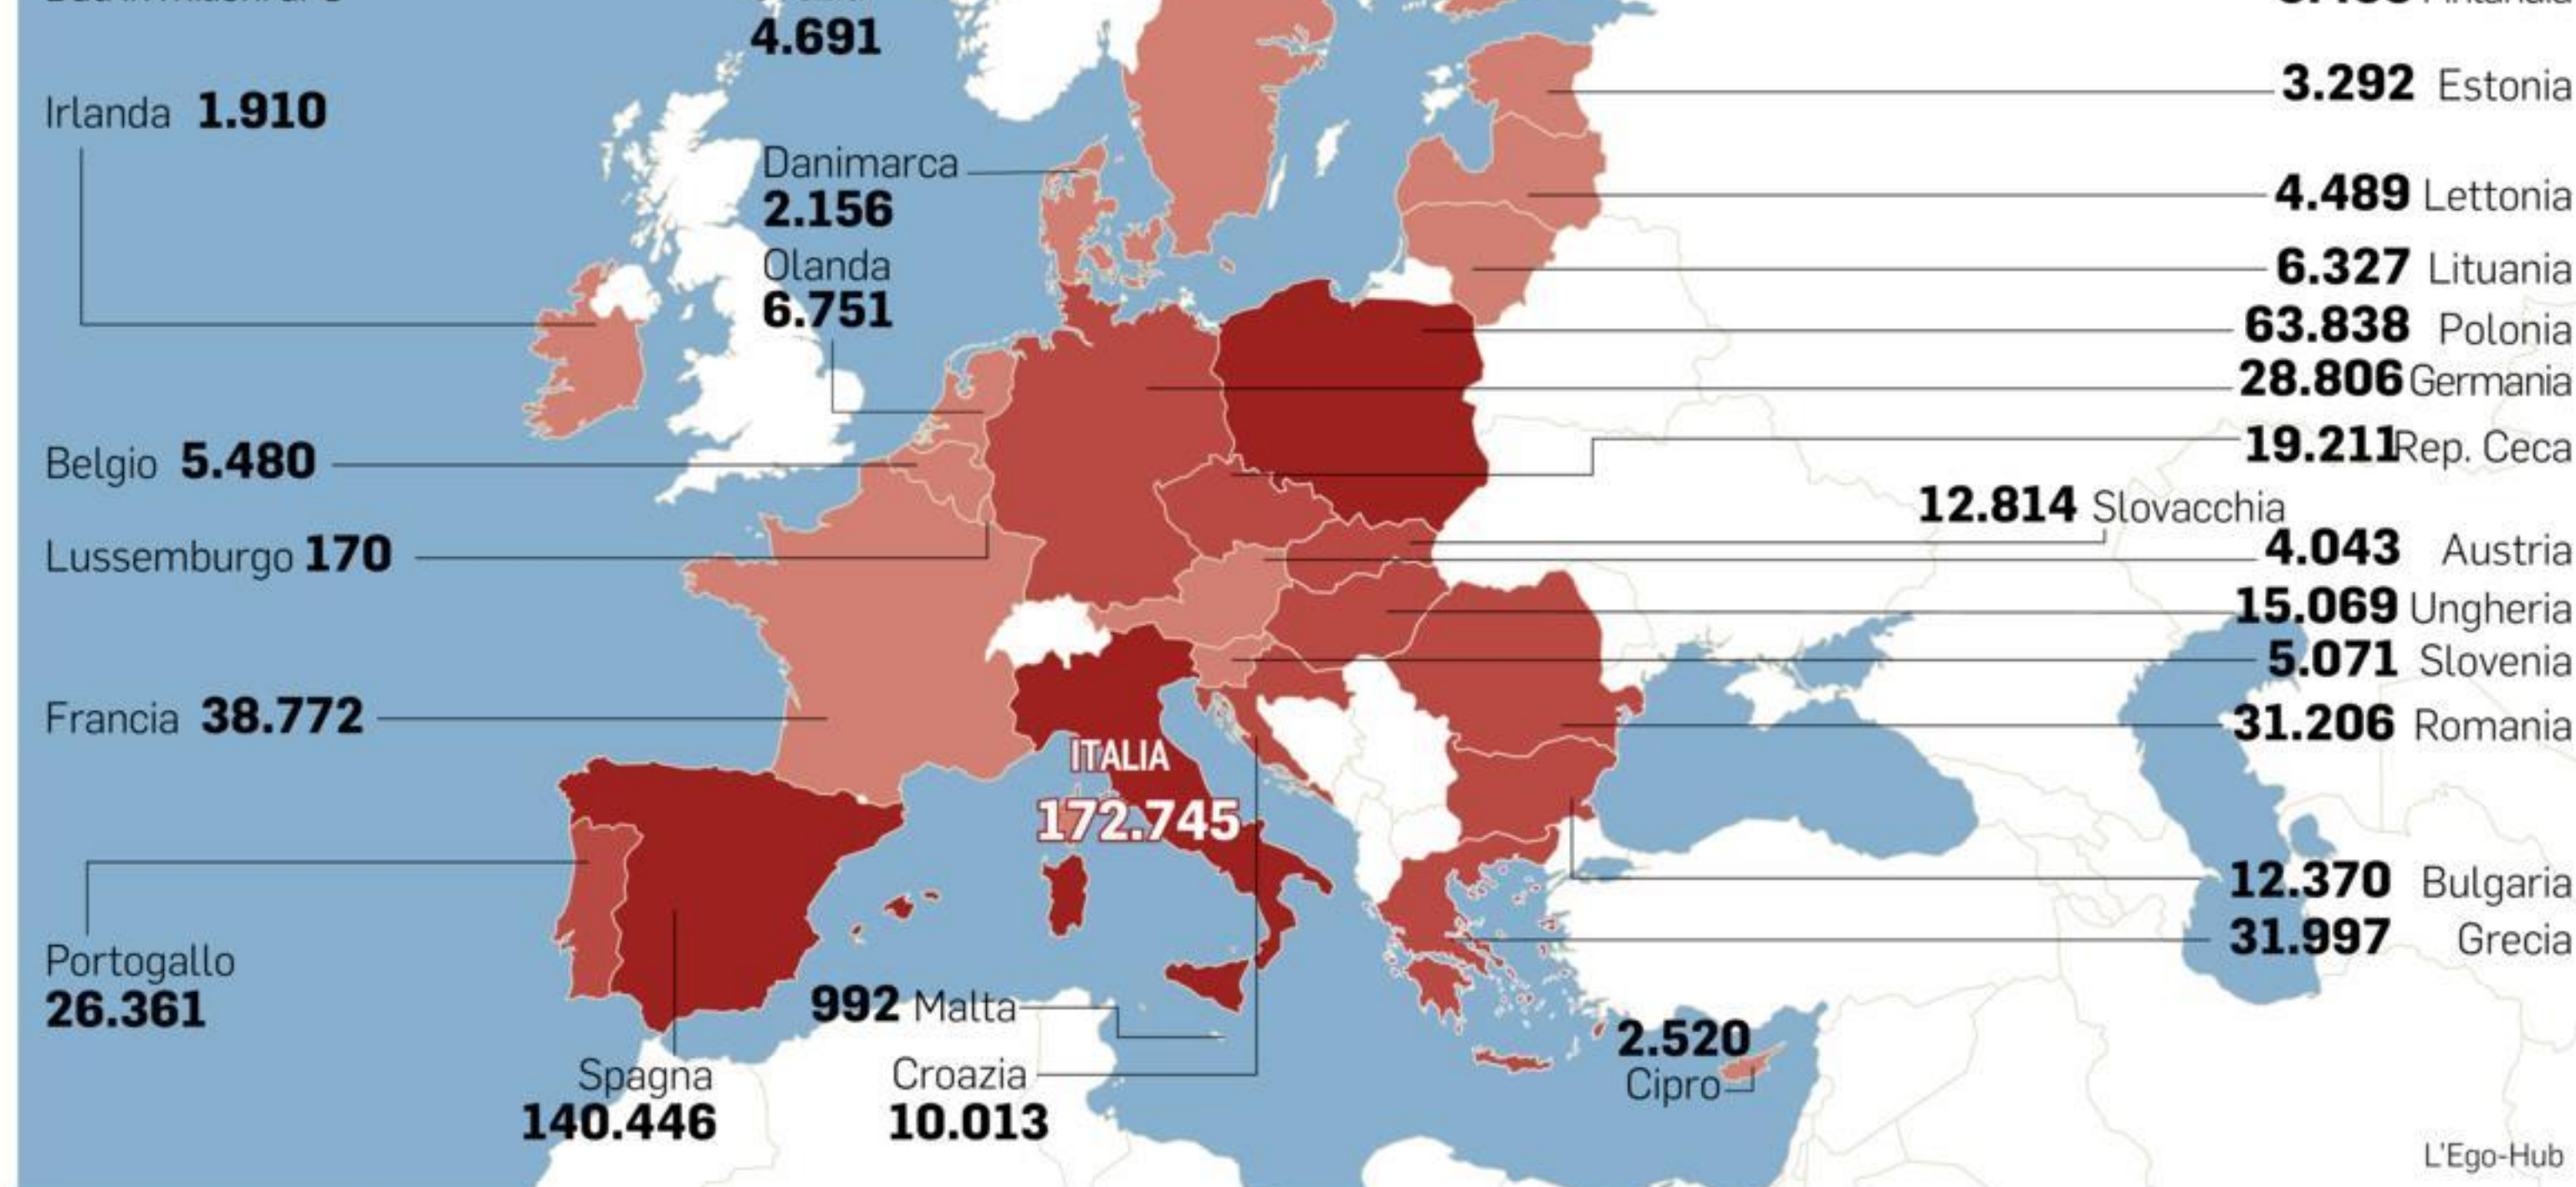 4.691
Irlanda 1.910
Danimarca
2.156
Olanda
6.751
Belgio 5.480
Lussemburgo 170
Francia 38.772
Portogallo
26.361
Spagna
140.446
ITALIA
172.745
992 Malta
Croazia
10.013
3.292 Estonia
4.489 Lettonia
6.327 Lituania
63.838 Polonia
28.806 Germania
19.211 Rep. Ceca
12.814 Slovacchia
4.043 Austria
15.069 Ungheria
5.071 Slovenia
31.206 Romania
12.370 Bulgaria
31.997 Grecia
2.520
Cipro
L'Ego-Hub